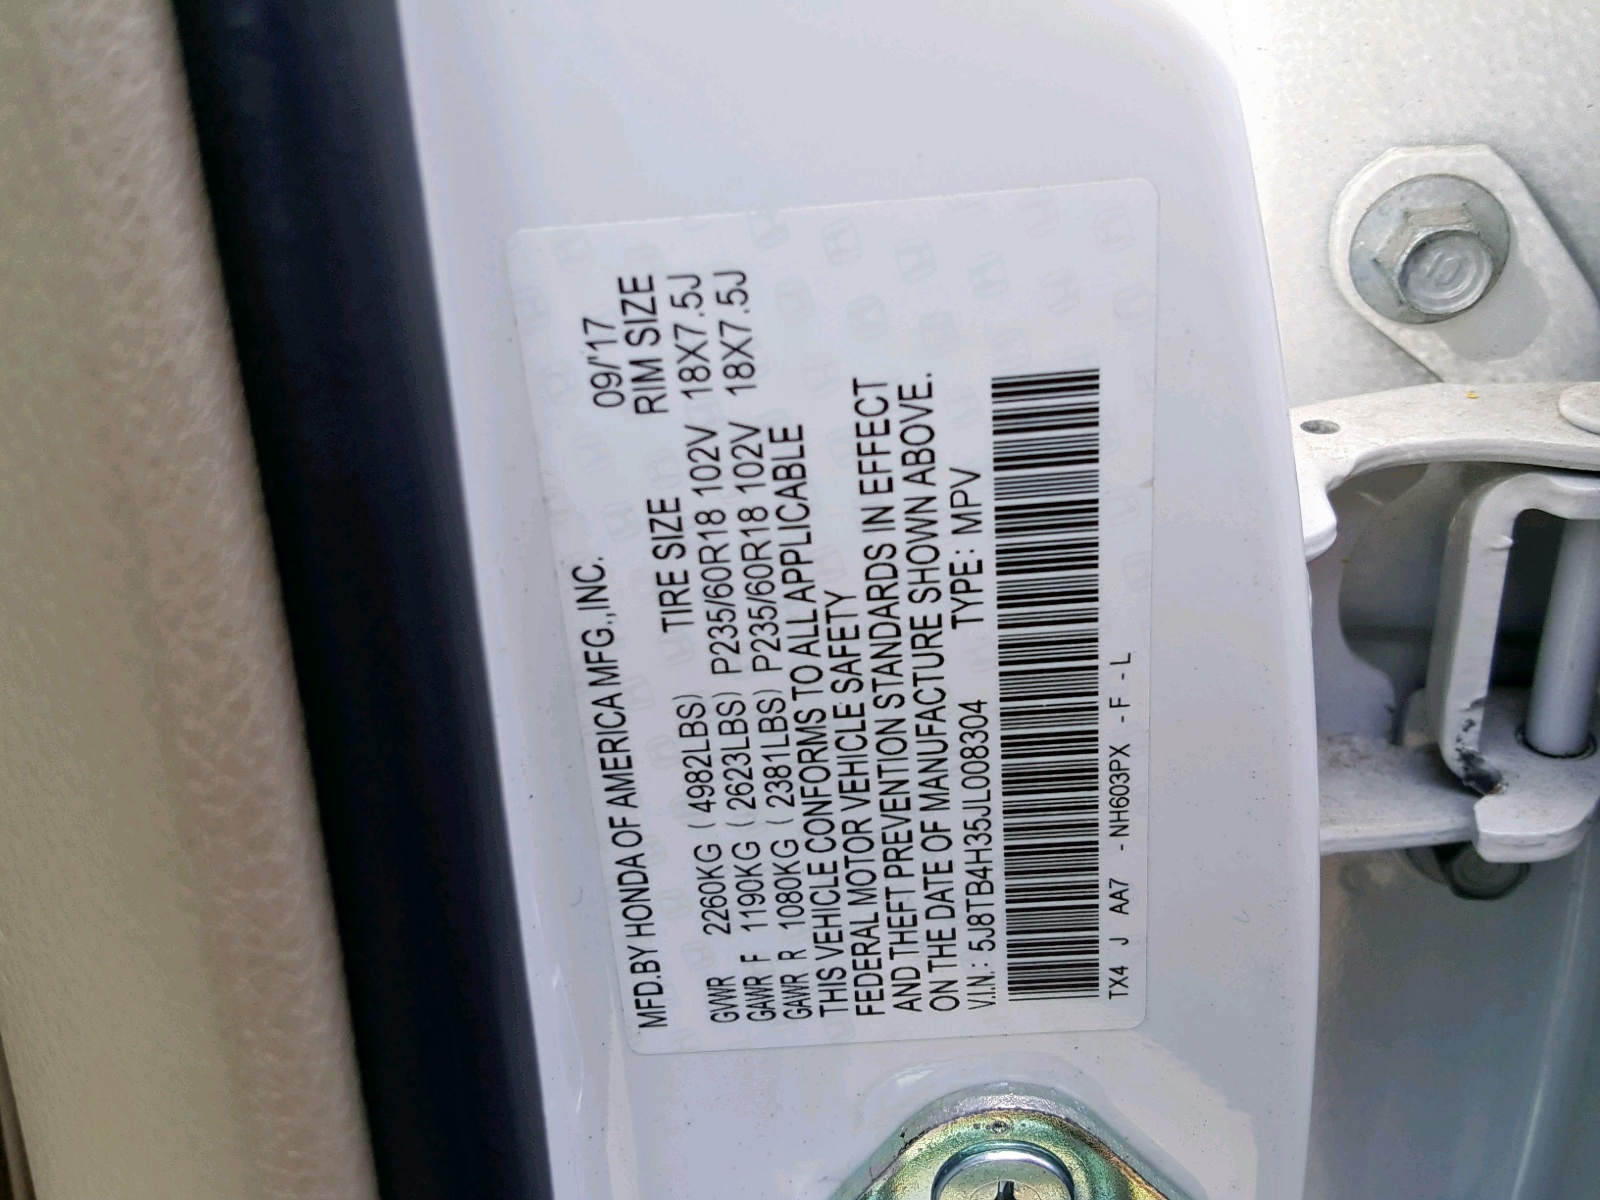 MFD.BY HONDA OF AMERICA MFG.,INC. 09/'17
TIRE SIZE RIM SIZE
GVWR 2260KG ( 4982LBS)
GAWR F 1190KG ( 2623LBS) P235/60R18 102V 18X7.5J
GAWR R 1080KG ( 2381LBS) P235/60R18 102V 18X7.5J
THIS VEHICLE CONFORMS TO ALL APPLICABLE
FEDERAL MOTOR VEHICLE SAFETY
AND THEFT PREVENTION STANDARDS IN EFFECT
ON THE DATE OF MANUFACTURE SHOWN ABOVE.
V.I.N.: 5J8TB4H35JL008304 TYPE: MPV
TX4 J AA7 -NH603PX -F -L